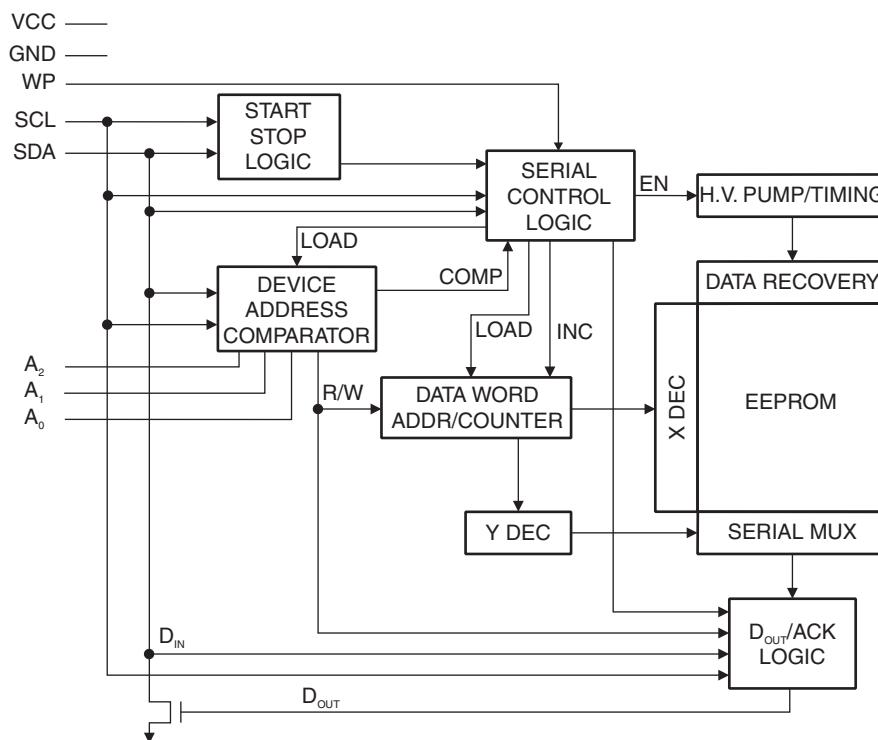 VCC
GND
WP
SCL
SDA
START
STOP
LOGIC
SERIAL
CONTROL
LOGIC
EN
H.V. PUMP/TIMING
LOAD
COMP
DEVICE
ADDRESS
COMPARATOR
DATA RECOVERY
LOAD
INC
A2
A1
A0
R/W
DATA WORD
ADDR/COUNTER
X DEC
EEPROM
Y DEC
SERIAL MUX
DIN
DOUT/ACK
LOGIC
DOUT